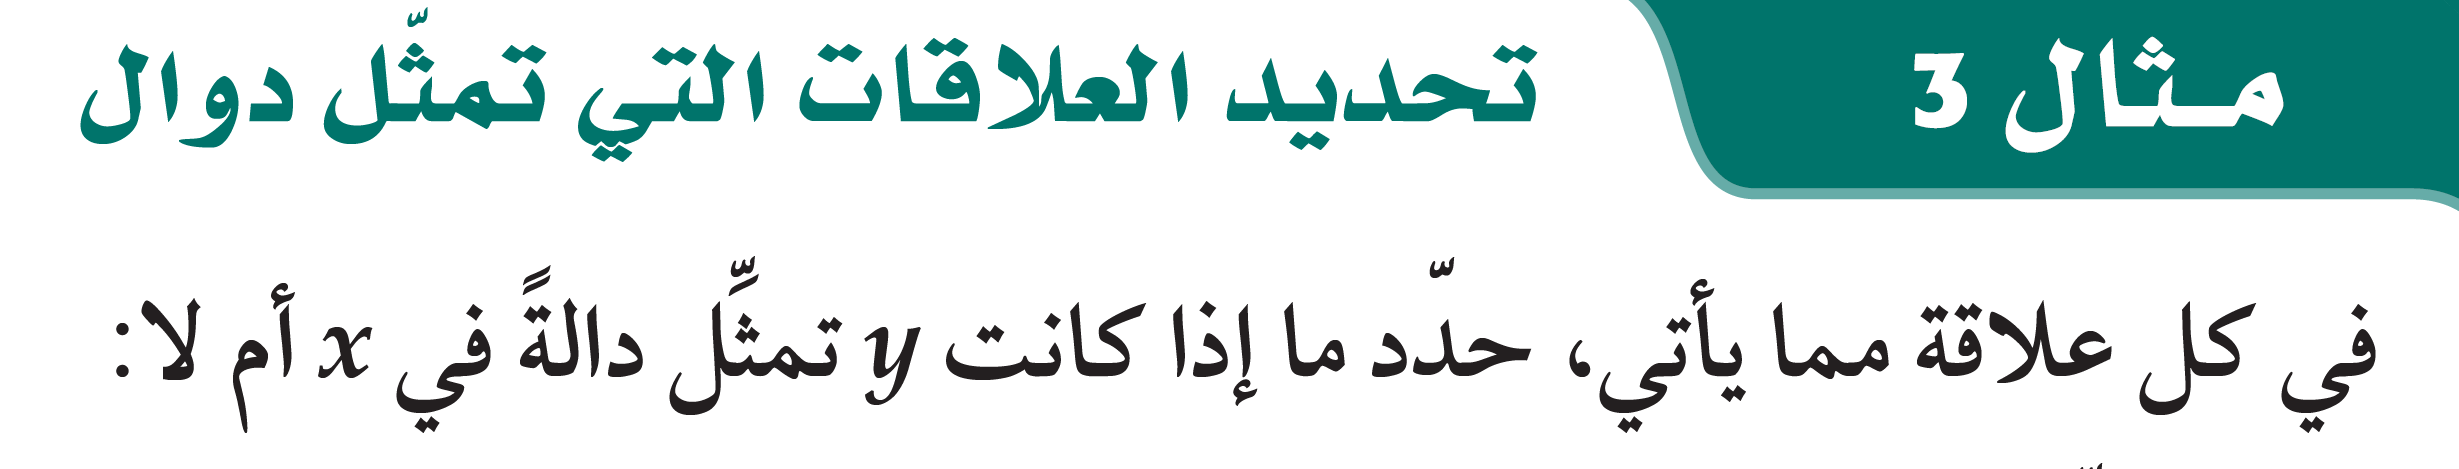 مثال 3 تحديد العلاقات التي تمثّل دوال
في كل علاقة مما يأتي، حدّد ما إذا كانت y تمثِّل دالةً في x أم لا: